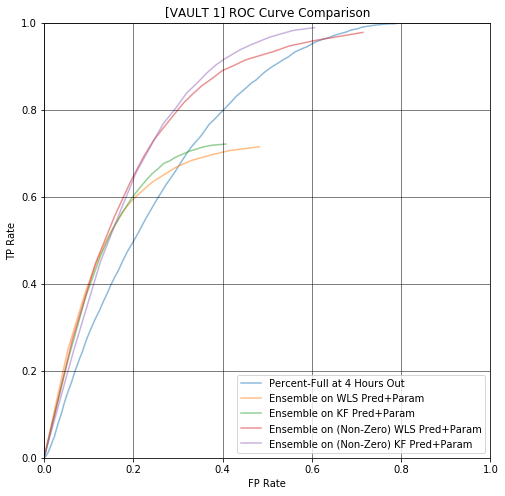 [VAULT 1] ROC Curve Comparison
1.0
0.8
0.6
0.4
0.2
0.0
TP Rate
0.0 0.2 0.4 0.6 0.8 1.0
FP Rate
Percent-Full at 4 Hours Out
Ensemble on WLS Pred+Param
Ensemble on KF Pred+Param
Ensemble on (Non-Zero) WLS Pred+Param
Ensemble on (Non-Zero) KF Pred+Param